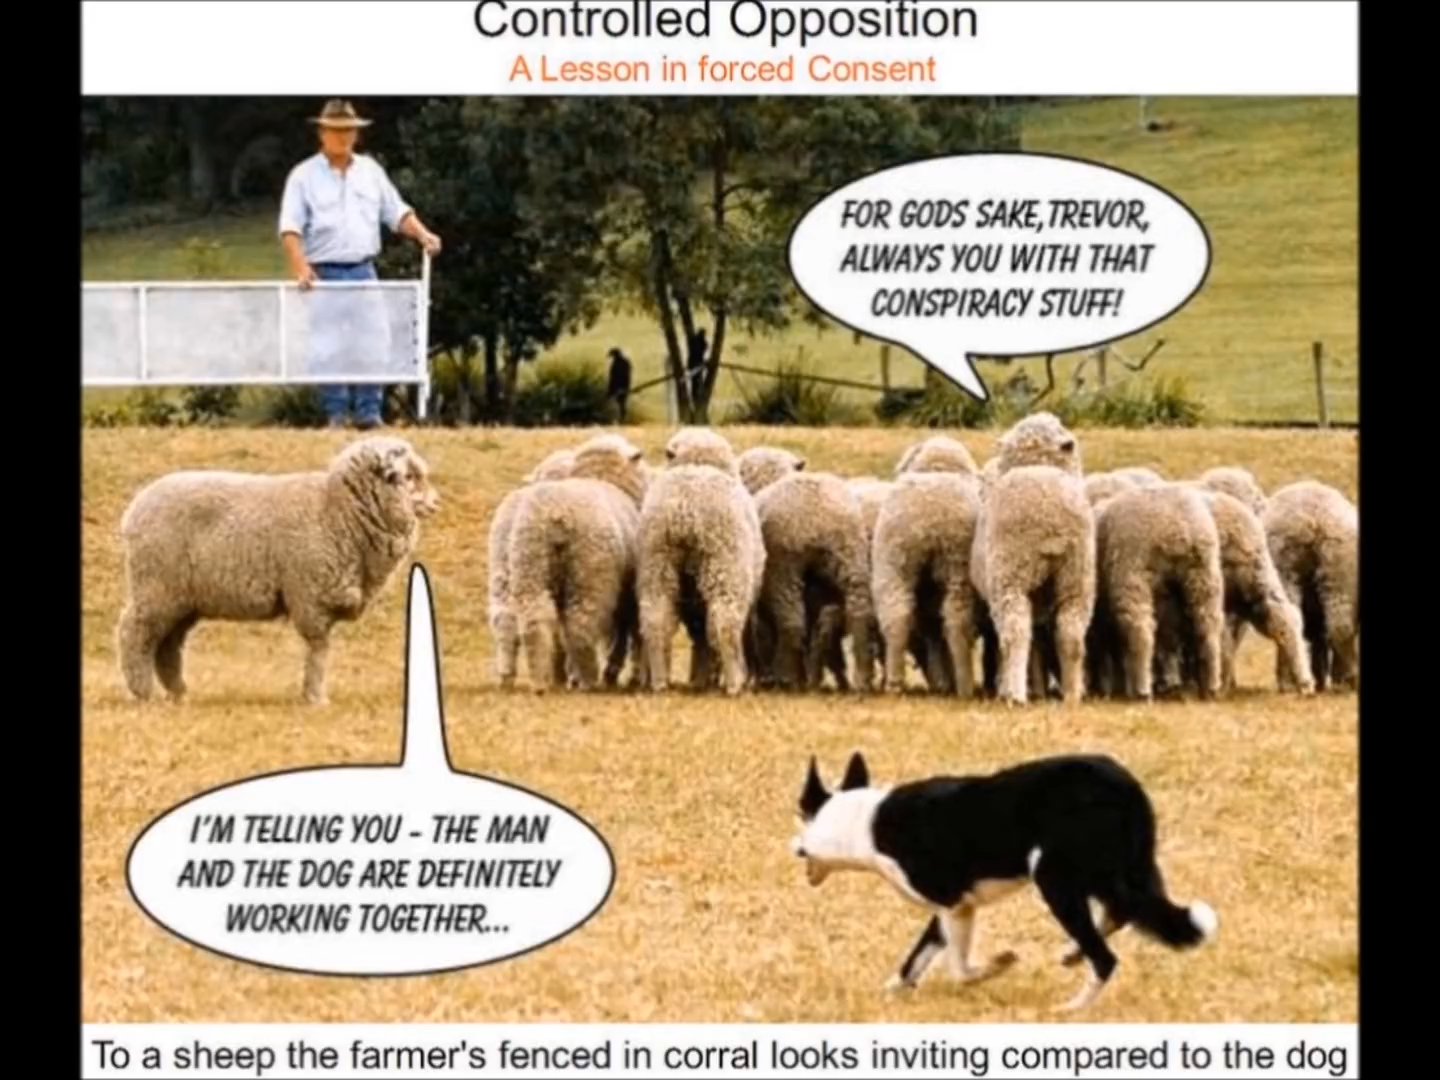 Controlled Opposition
A Lesson in forced Consent
FOR GODS SAKE, TREVOR,
ALWAYS YOU WITH THAT
CONSPIRACY STUFF!
I'M TELLING YOU - THE MAN
AND THE DOG ARE DEFINITELY
WORKING TOGETHER...
To a sheep the farmer's fenced in corral looks inviting compared to the dog